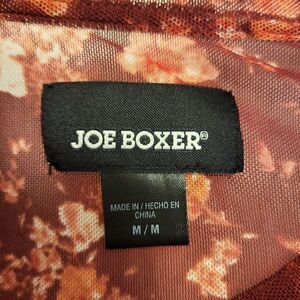 JOE BOXER®
MADE IN / HECHO EN
CHINA
M / M